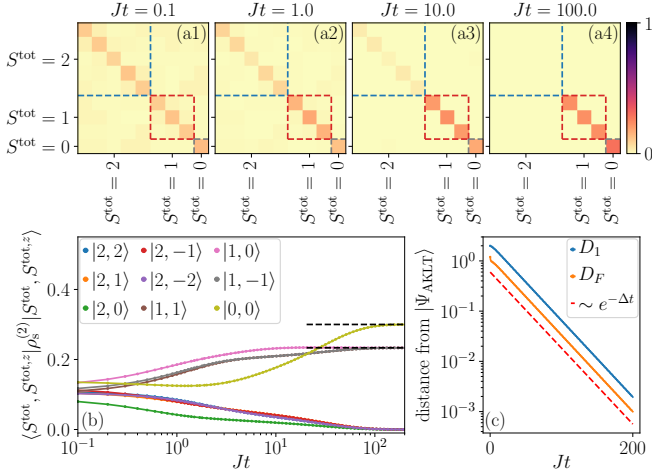 Jt = 0.1
Jt = 1.0
Jt = 10.0
Jt = 100.0
(a1)
(a2)
(a3)
(a4)
1
0
S^tot = 2
S^tot = 1
S^tot = 0
S^tot = 2
S^tot = 1
S^tot = 0
S^tot = 2
S^tot = 1
S^tot = 0
S^tot = 2
S^tot = 1
S^tot = 0
S^tot = 2
S^tot = 1
S^tot = 0
⟨S^tot, S^tot,z|ρ_s^(2)|S^tot, S^tot,z⟩
0.4
0.2
0.0
|2, 2⟩
|2, 1⟩
|2, 0⟩
|2, −1⟩
|2, −2⟩
|1, 1⟩
|1, 0⟩
|1, −1⟩
|0, 0⟩
(b)
10^−1
10^0
10^1
10^2
Jt
distance from |Ψ_AKLT⟩
10^0
10^−1
10^−2
10^−3
D_1
D_F
∼ e^−Δt
(c)
0
200
Jt